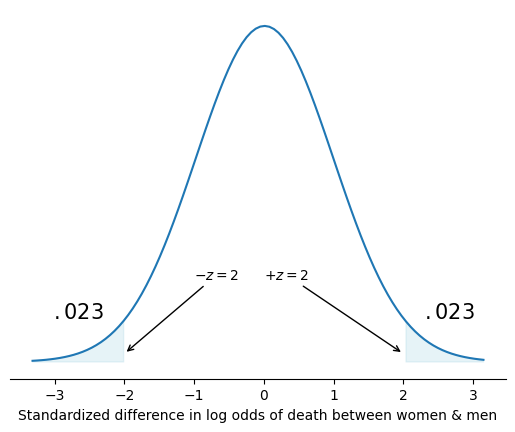 −z = 2 +z = 2
.023 .023
−3 −2 −1 0 1 2 3
Standardized difference in log odds of death between women & men